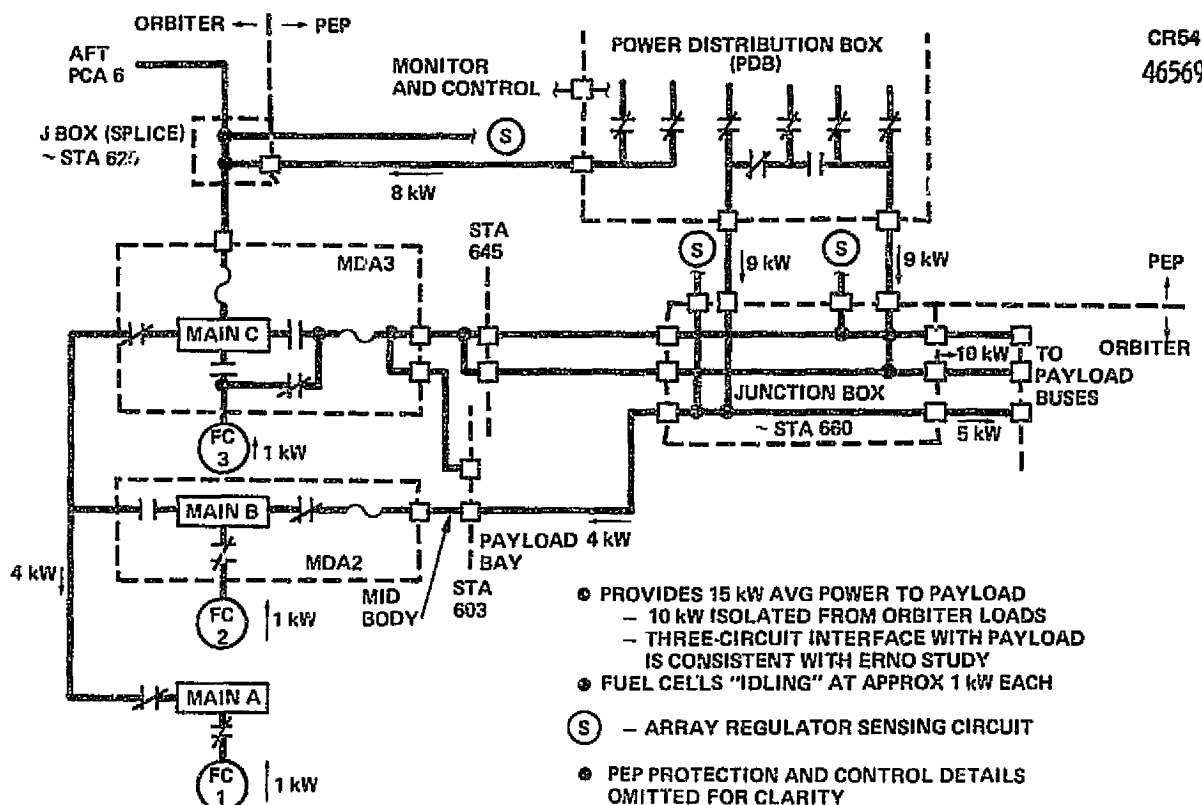 ORBITER
PEP
CR54
46569
AFT
PCA 6
MONITOR
AND CONTROL
POWER DISTRIBUTION BOX
(PDB)
J BOX (SPLICE)
~ STA 625
S
8 kW
STA
645
MDA3
S
S
9 kW
9 kW
PEP
ORBITER
MAIN C
10 kW
TO
PAYLOAD
BUSES
JUNCTION BOX
~ STA 660
5 kW
FC
3
1 kW
MAIN B
4 kW
PAYLOAD
BAY
MDA2
4 kW
MID
BODY
STA
603
FC
2
1 kW
MAIN A
FC
1
1 kW
● PROVIDES 15 kW AVG POWER TO PAYLOAD
– 10 kW ISOLATED FROM ORBITER LOADS
– THREE-CIRCUIT INTERFACE WITH PAYLOAD
IS CONSISTENT WITH ERNO STUDY
● FUEL CELLS "IDLING" AT APPROX 1 kW EACH
S – ARRAY REGULATOR SENSING CIRCUIT
● PEP PROTECTION AND CONTROL DETAILS
OMITTED FOR CLARITY